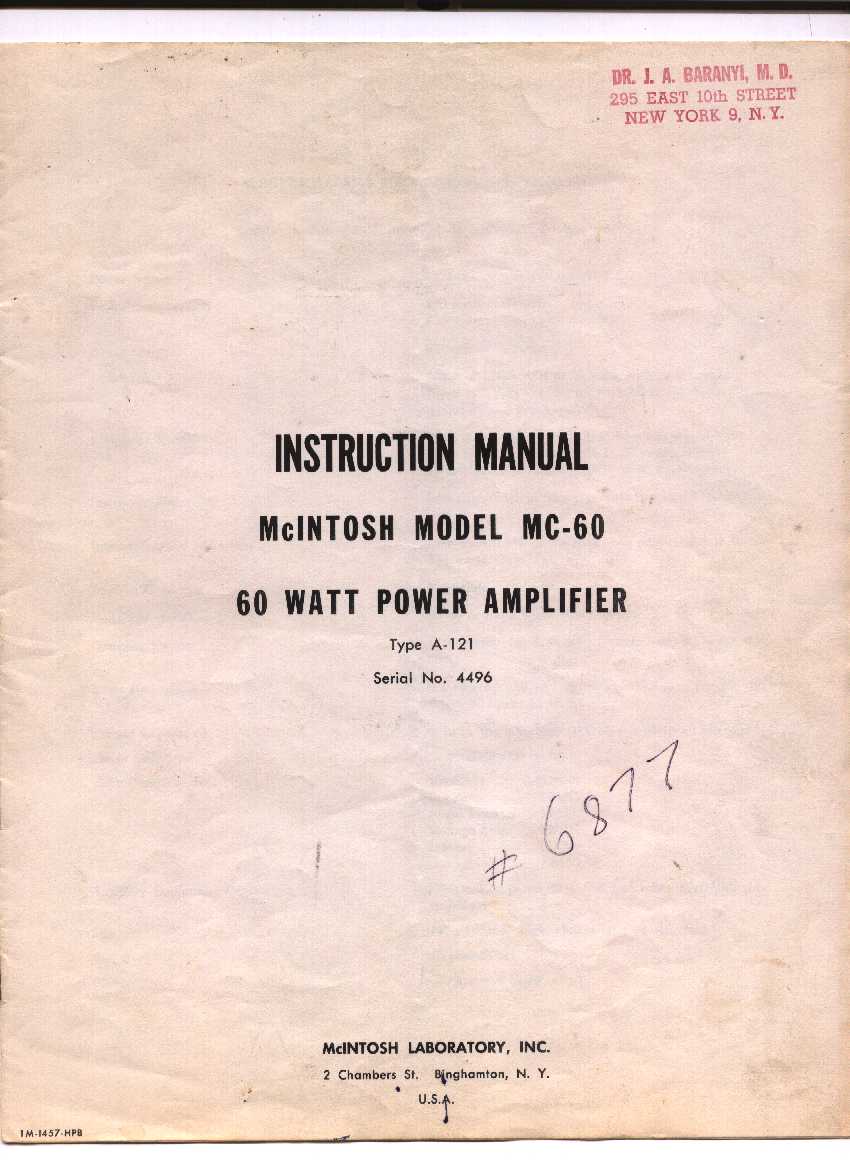 DR. J. A. BARANYI, M. D.
295 EAST 10th STREET
NEW YORK 9, N. Y.
INSTRUCTION MANUAL
McINTOSH MODEL MC-60
60 WATT POWER AMPLIFIER
Type A-121
Serial No. 4496
# 6877
McINTOSH LABORATORY, INC.
2 Chambers St. Binghamton, N. Y.
U.S.A.
1M-1457-HPB